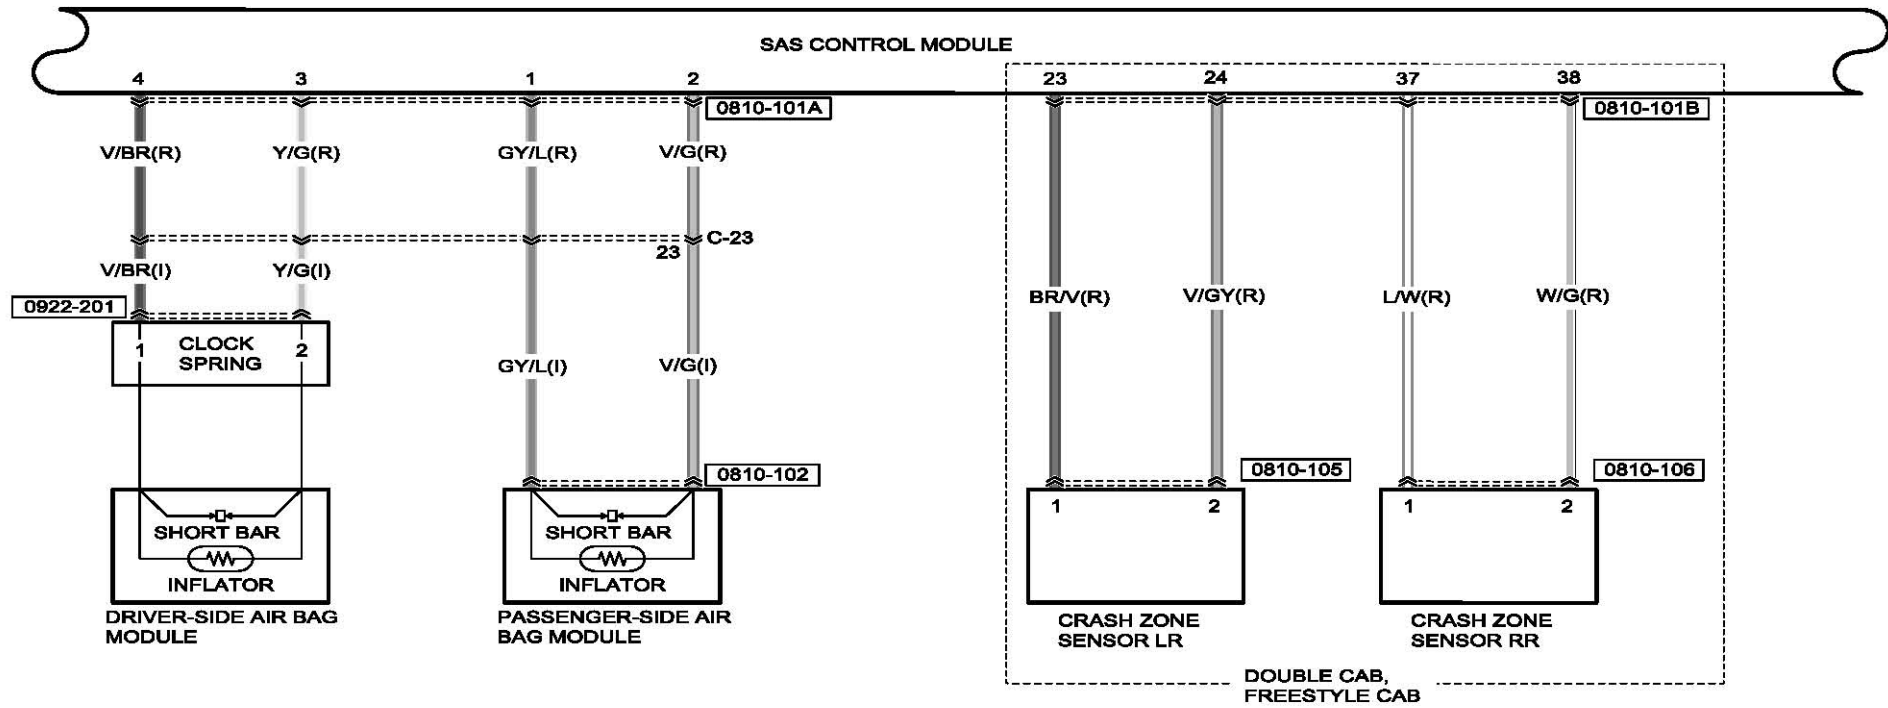 SAS CONTROL MODULE
4 3 1 2 23 24 37 38
0810-101A 0810-101B
V/BR(R) Y/G(R) GY/L(R) V/G(R)
C-23
23
V/BR(I) Y/G(I)
BR/V(R) V/GY(R) L/W(R) W/G(R)
0922-201
1 CLOCK SPRING 2
GY/L(I) V/G(I)
0810-102 0810-105 0810-106
1 2 1 2
SHORT BAR SHORT BAR
INFLATOR INFLATOR
DRIVER-SIDE AIR BAG
MODULE
PASSENGER-SIDE AIR
BAG MODULE
CRASH ZONE
SENSOR LR
CRASH ZONE
SENSOR RR
DOUBLE CAB,
FREESTYLE CAB